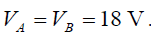 V_A = V_B = 18 V.